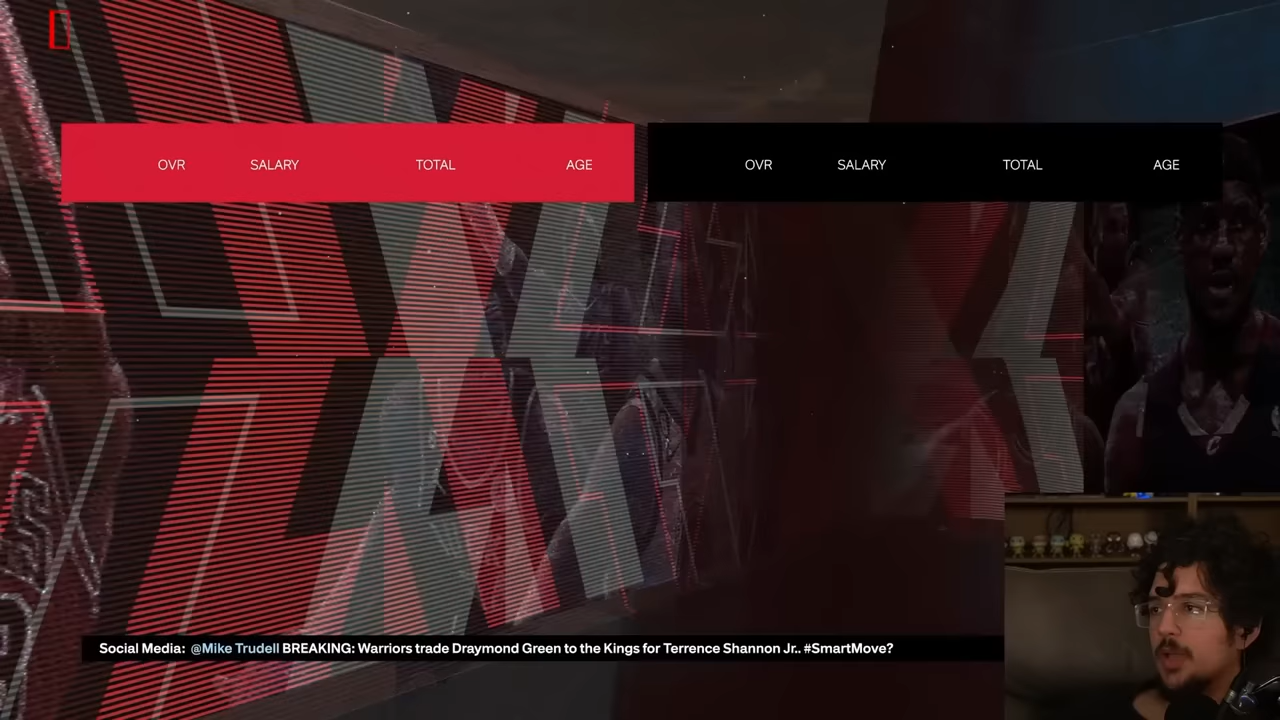 OVR SALARY TOTAL AGE
OVR SALARY TOTAL AGE
Social Media: @Mike Trudell BREAKING: Warriors trade Draymond Green to the Kings for Terrence Shannon Jr.. #SmartMove?